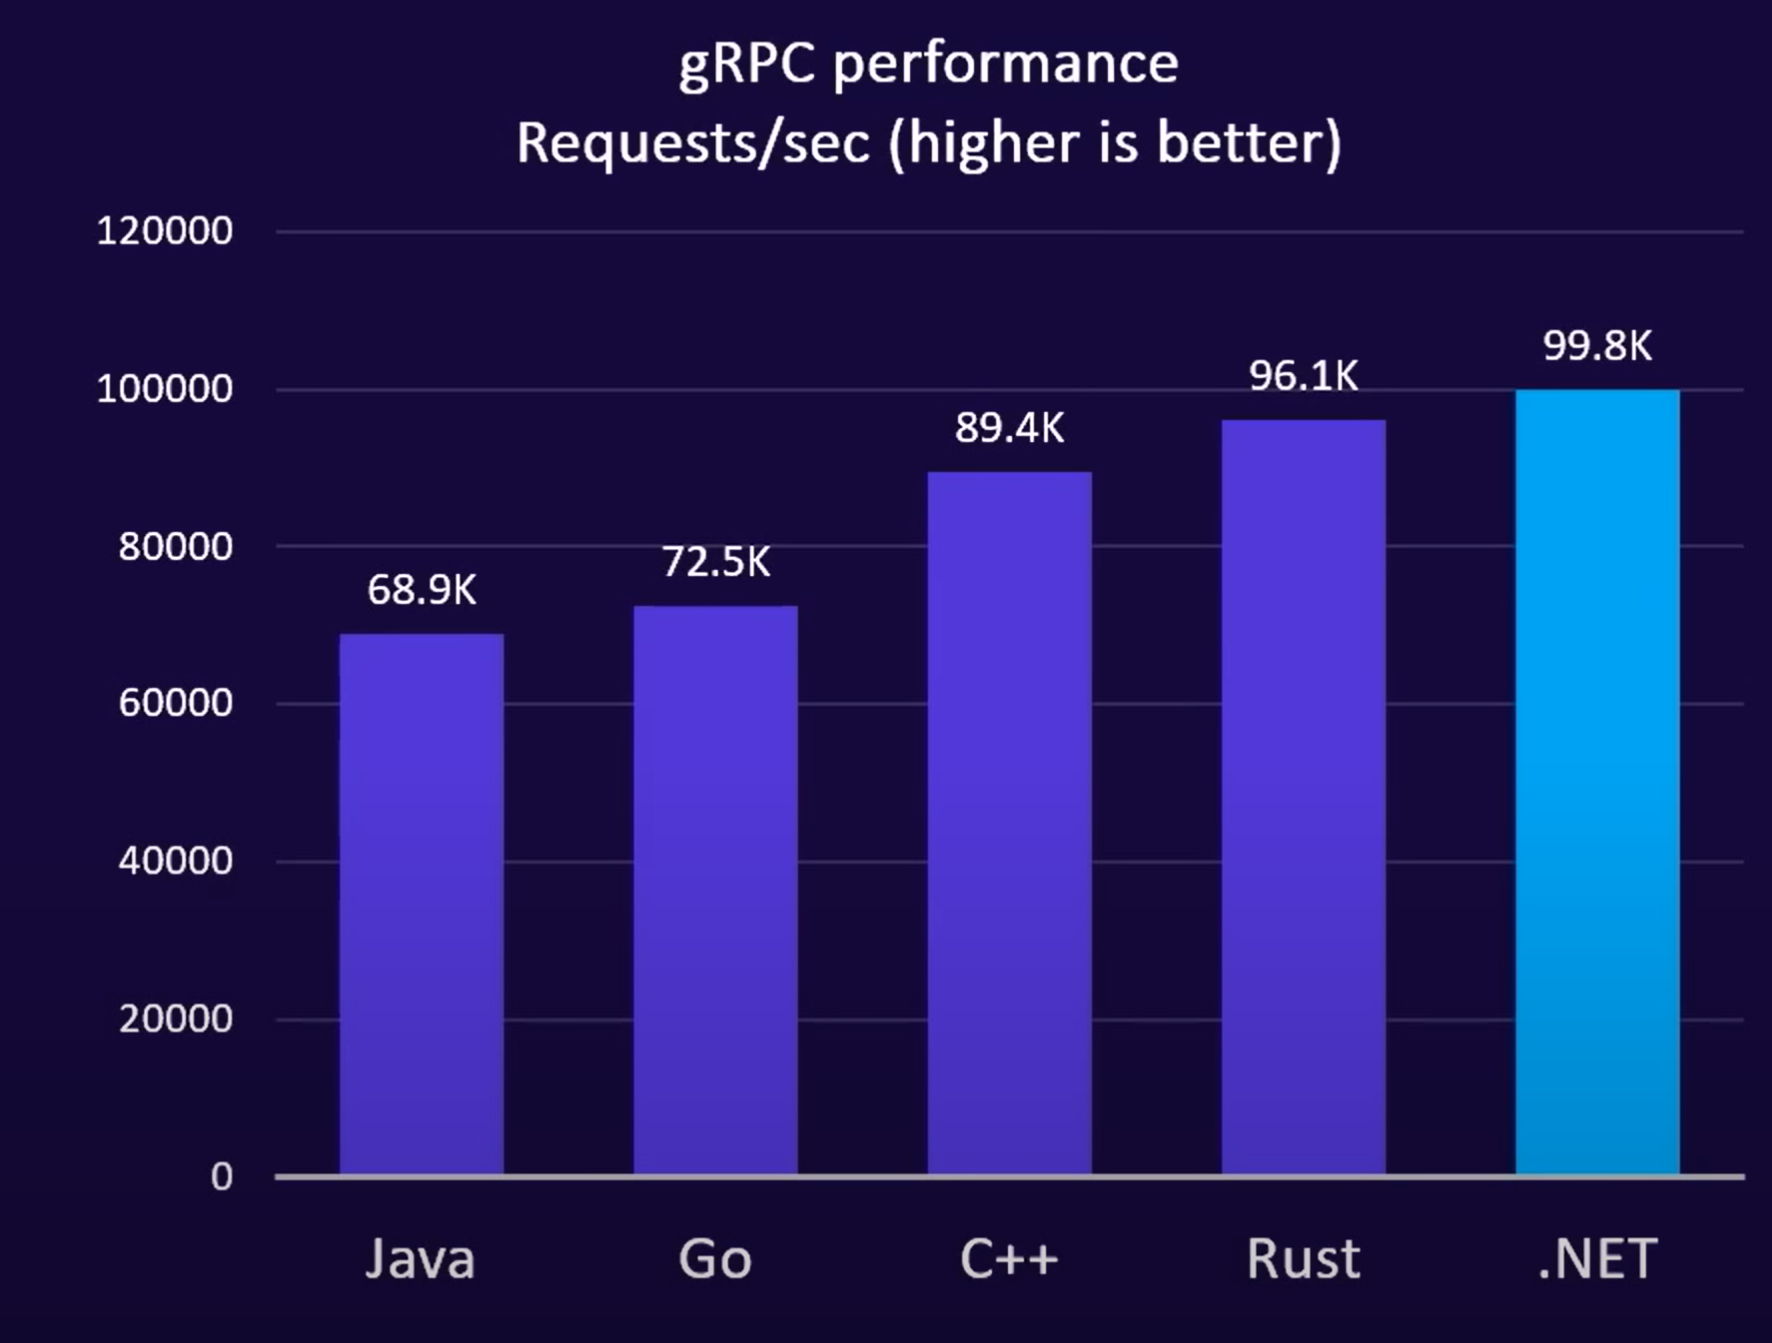 gRPC performance
Requests/sec (higher is better)
120000
100000
80000
60000
40000
20000
0
68.9K
72.5K
89.4K
96.1K
99.8K
Java
Go
C++
Rust
.NET